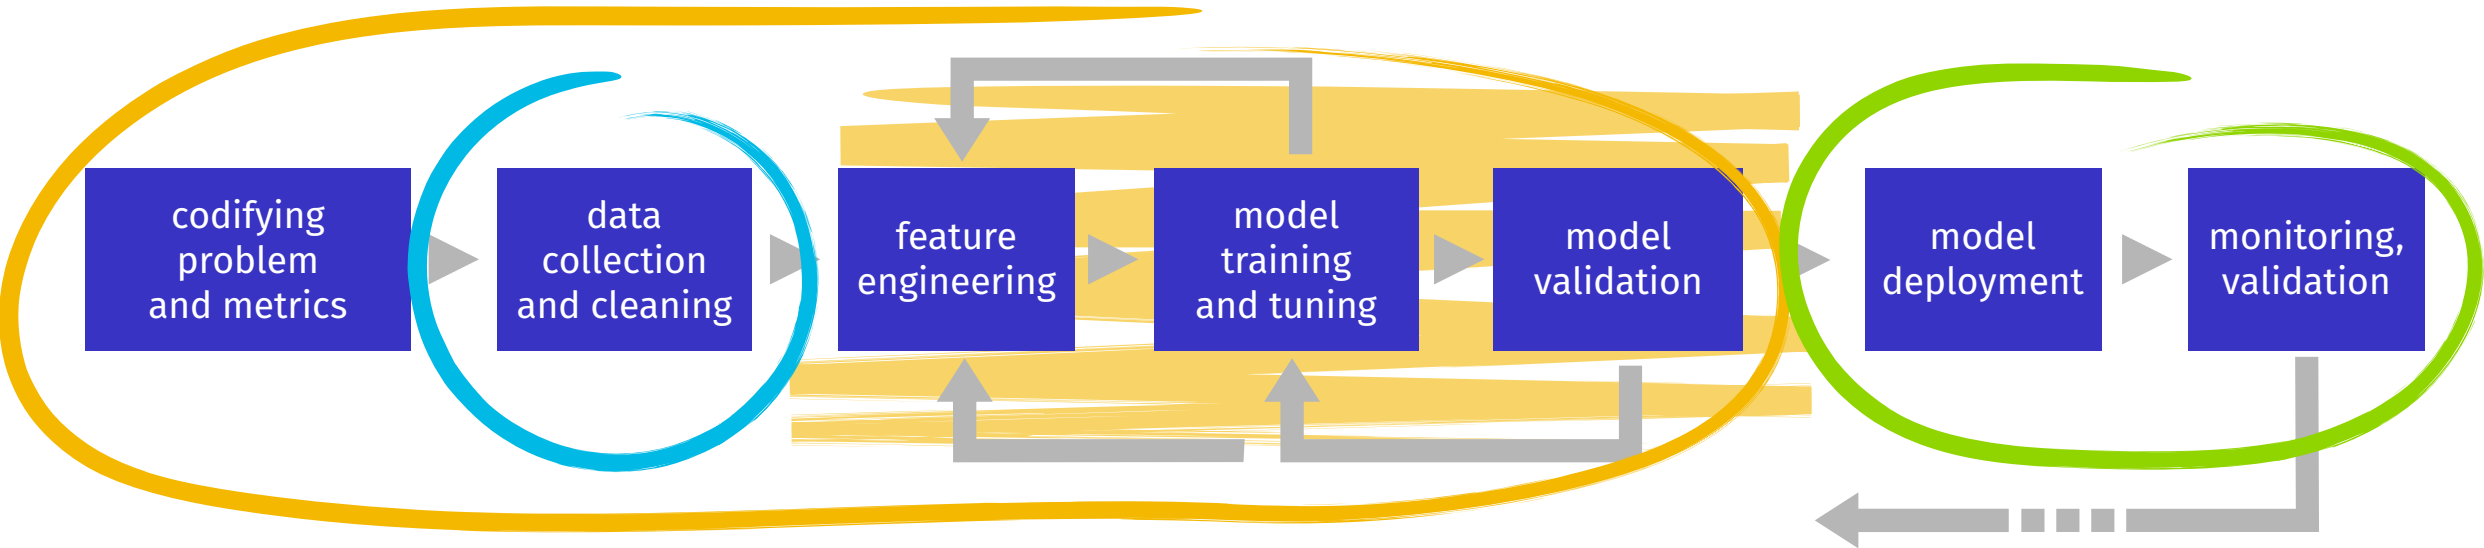 codifying
problem
and metrics
data
collection
and cleaning
feature
engineering
model
training
and tuning
model
validation
model
deployment
monitoring,
validation